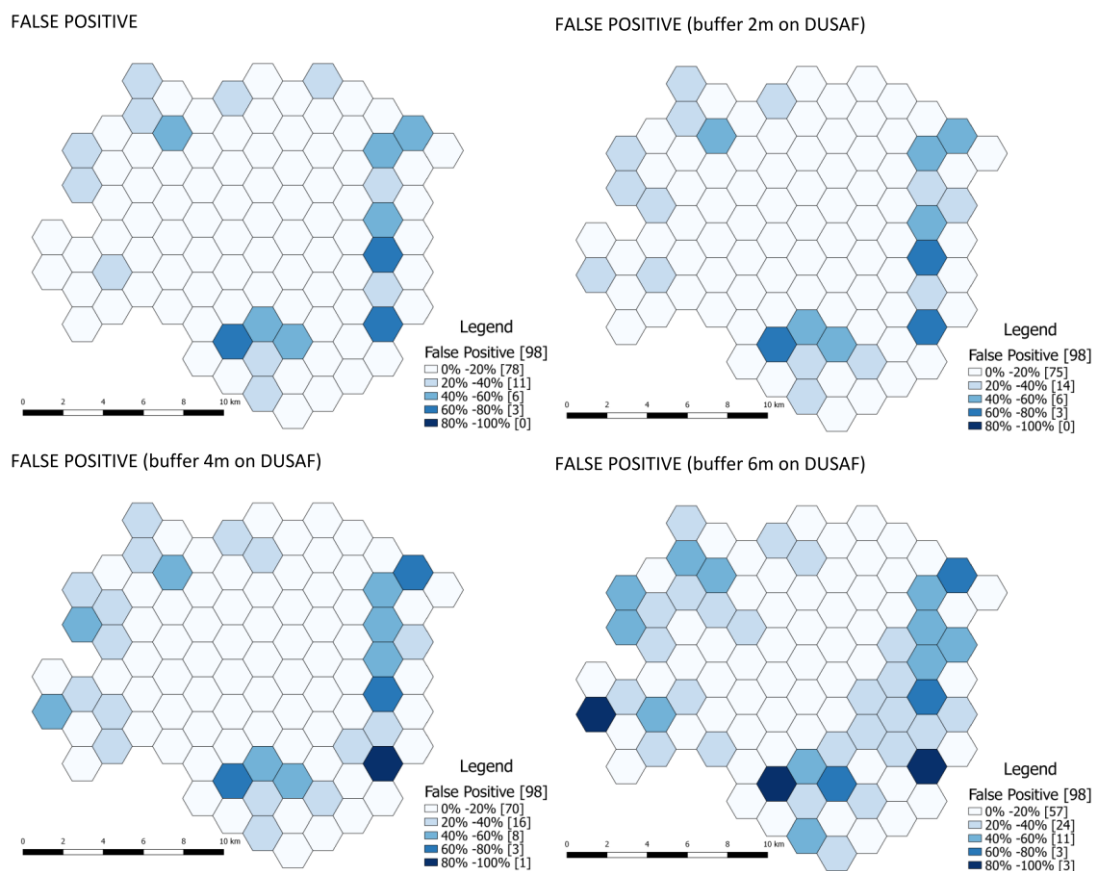 FALSE POSITIVE
Legend
False Positive [98]
0% -20% [78]
20% -40% [11]
40% -60% [6]
60% -80% [3]
80% -100% [0]
0 2 4 6 8 10 km
FALSE POSITIVE (buffer 2m on DUSAF)
Legend
False Positive [98]
0% -20% [75]
20% -40% [14]
40% -60% [6]
60% -80% [3]
80% -100% [0]
0 2 4 6 8 10 km
FALSE POSITIVE (buffer 4m on DUSAF)
Legend
False Positive [98]
0% -20% [70]
20% -40% [16]
40% -60% [8]
60% -80% [3]
80% -100% [1]
0 2 4 6 8 10 km
FALSE POSITIVE (buffer 6m on DUSAF)
Legend
False Positive [98]
0% -20% [57]
20% -40% [24]
40% -60% [11]
60% -80% [3]
80% -100% [3]
0 2 4 6 8 10 km